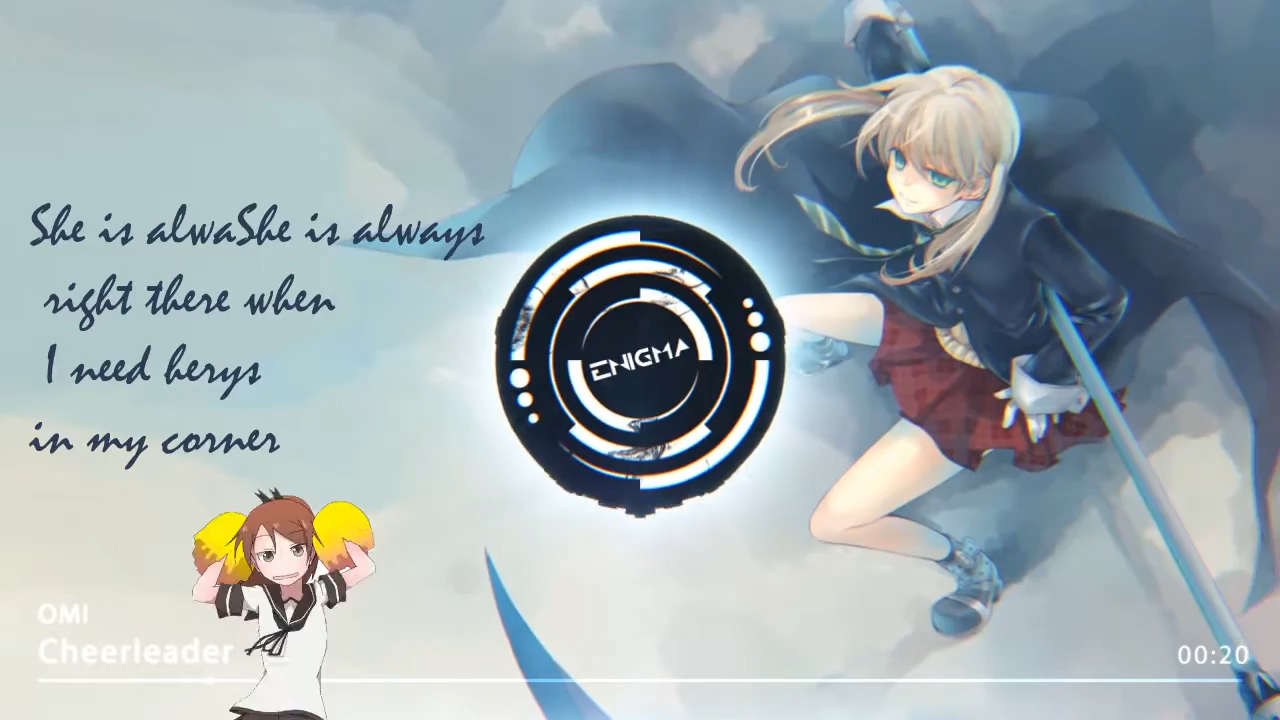 She is alwaShe is always
right there when
I need herys
in my corner
ENIGMA
OMI
Cheerleader
00:20